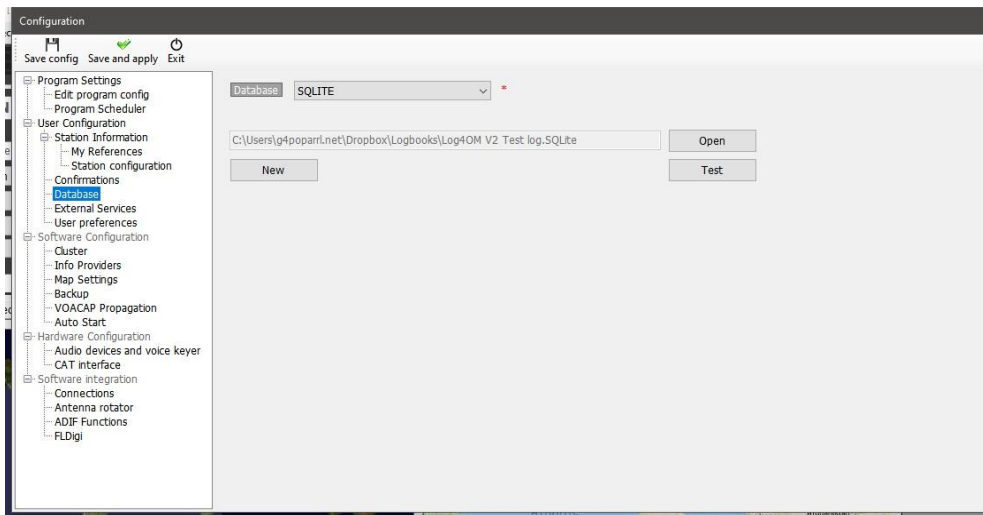 Configuration
Save config Save and apply Exit
Program Settings
Edit program config
Program Scheduler
User Configuration
Station Information
My References
Station configuration
Confirmations
Database
External Services
User preferences
Software Configuration
Cluster
Info Providers
Map Settings
Backup
VOACAP Propagation
Auto Start
Hardware Configuration
Audio devices and voice keyer
CAT interface
Software integration
Connections
Antenna rotator
ADIF Functions
FLDigi
Database SQLITE *
C:\Users\g4poparrl.net\Dropbox\Logbooks\Log4OM V2 Test log.SQLite Open
New Test